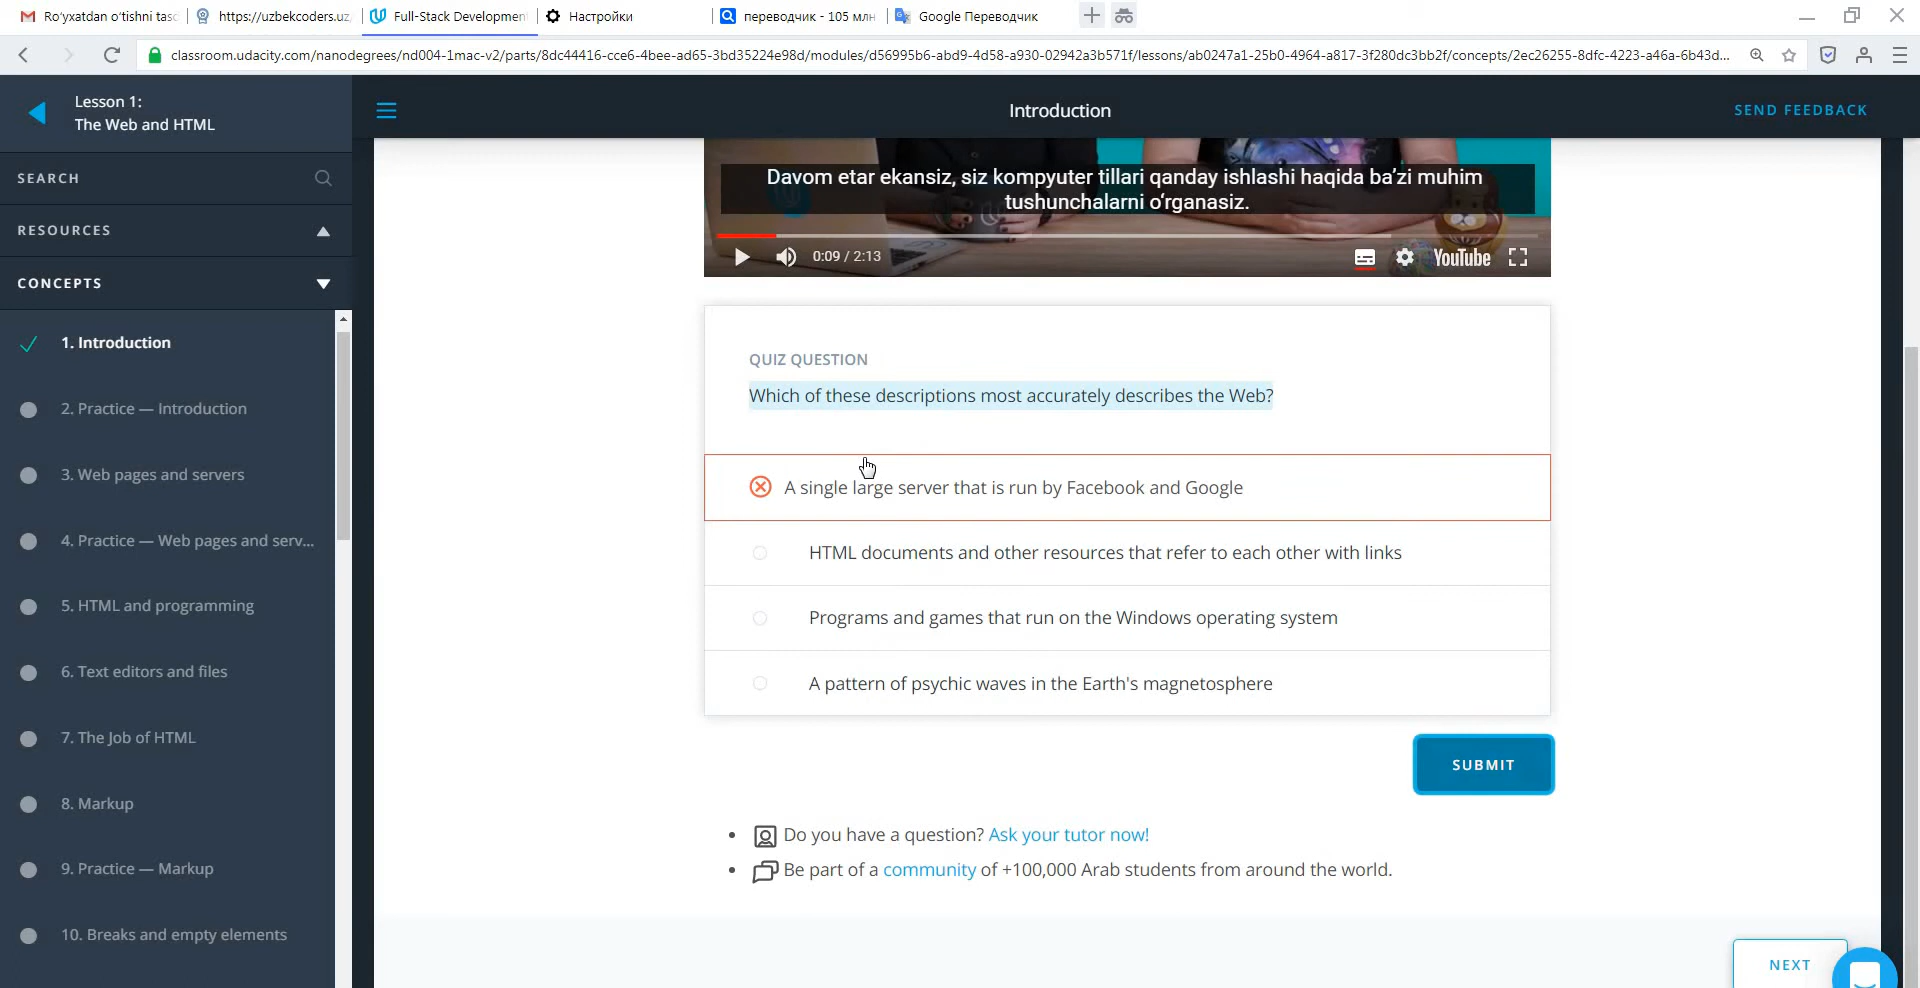 Ro'yxatdan o'tishni tasc
https://uzbekcoders.uz
Full-Stack Development
Настройки
переводчик - 105 млн
Google Переводчик
classroom.udacity.com/nanodegrees/nd004-1mac-v2/parts/8dc44416-cce6-4bee-ad65-3bd35224e98d/modules/d56995b6-abd9-4d58-a930-02942a3b571f/lessons/ab0247a1-25b0-4964-a817-3f280dc3bb2f/concepts/2ec26255-8dfc-4223-a46a-6b43d...
Lesson 1:
The Web and HTML
Introduction
SEND FEEDBACK
SEARCH
RESOURCES
CONCEPTS
1. Introduction
2. Practice — Introduction
3. Web pages and servers
4. Practice — Web pages and serv...
5. HTML and programming
6. Text editors and files
7. The Job of HTML
8. Markup
9. Practice — Markup
10. Breaks and empty elements
Davom etar ekansiz, siz kompyuter tillari qanday ishlashi haqida ba’zi muhim
tushunchalarni o‘rganasiz.
0:09 / 2:13
YouTube
QUIZ QUESTION
Which of these descriptions most accurately describes the Web?
A single large server that is run by Facebook and Google
HTML documents and other resources that refer to each other with links
Programs and games that run on the Windows operating system
A pattern of psychic waves in the Earth's magnetosphere
SUBMIT
Do you have a question? Ask your tutor now!
Be part of a community of +100,000 Arab students from around the world.
NEXT